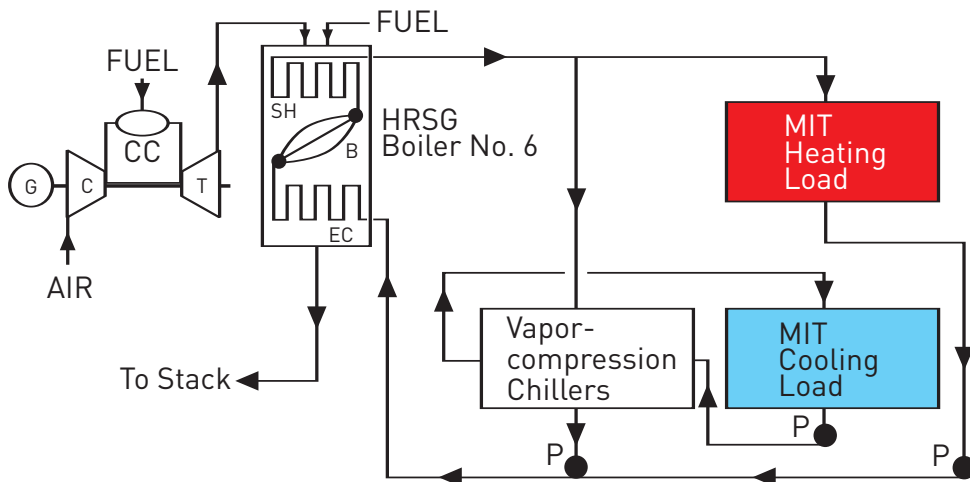 FUEL
FUEL
CC
G
C
T
AIR
SH
B
EC
HRSG
Boiler No. 6
To Stack
MIT
Heating
Load
Vapor-
compression
Chillers
MIT
Cooling
Load
P
P
P